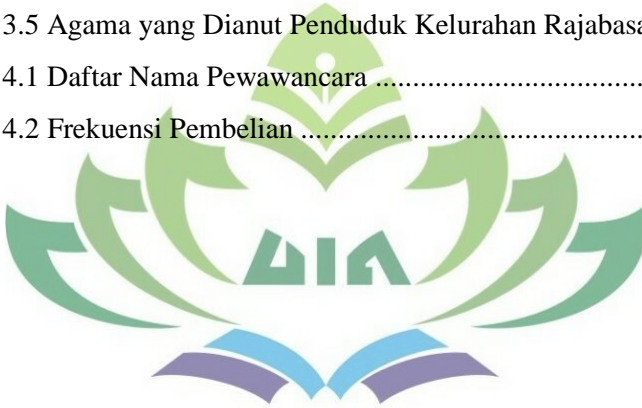 3.5 Agama yang Dianut Penduduk Kelurahan Rajabasa
4.1 Daftar Nama Pewawancara ......................................
4.2 Frekuensi Pembelian .................................................
UIN